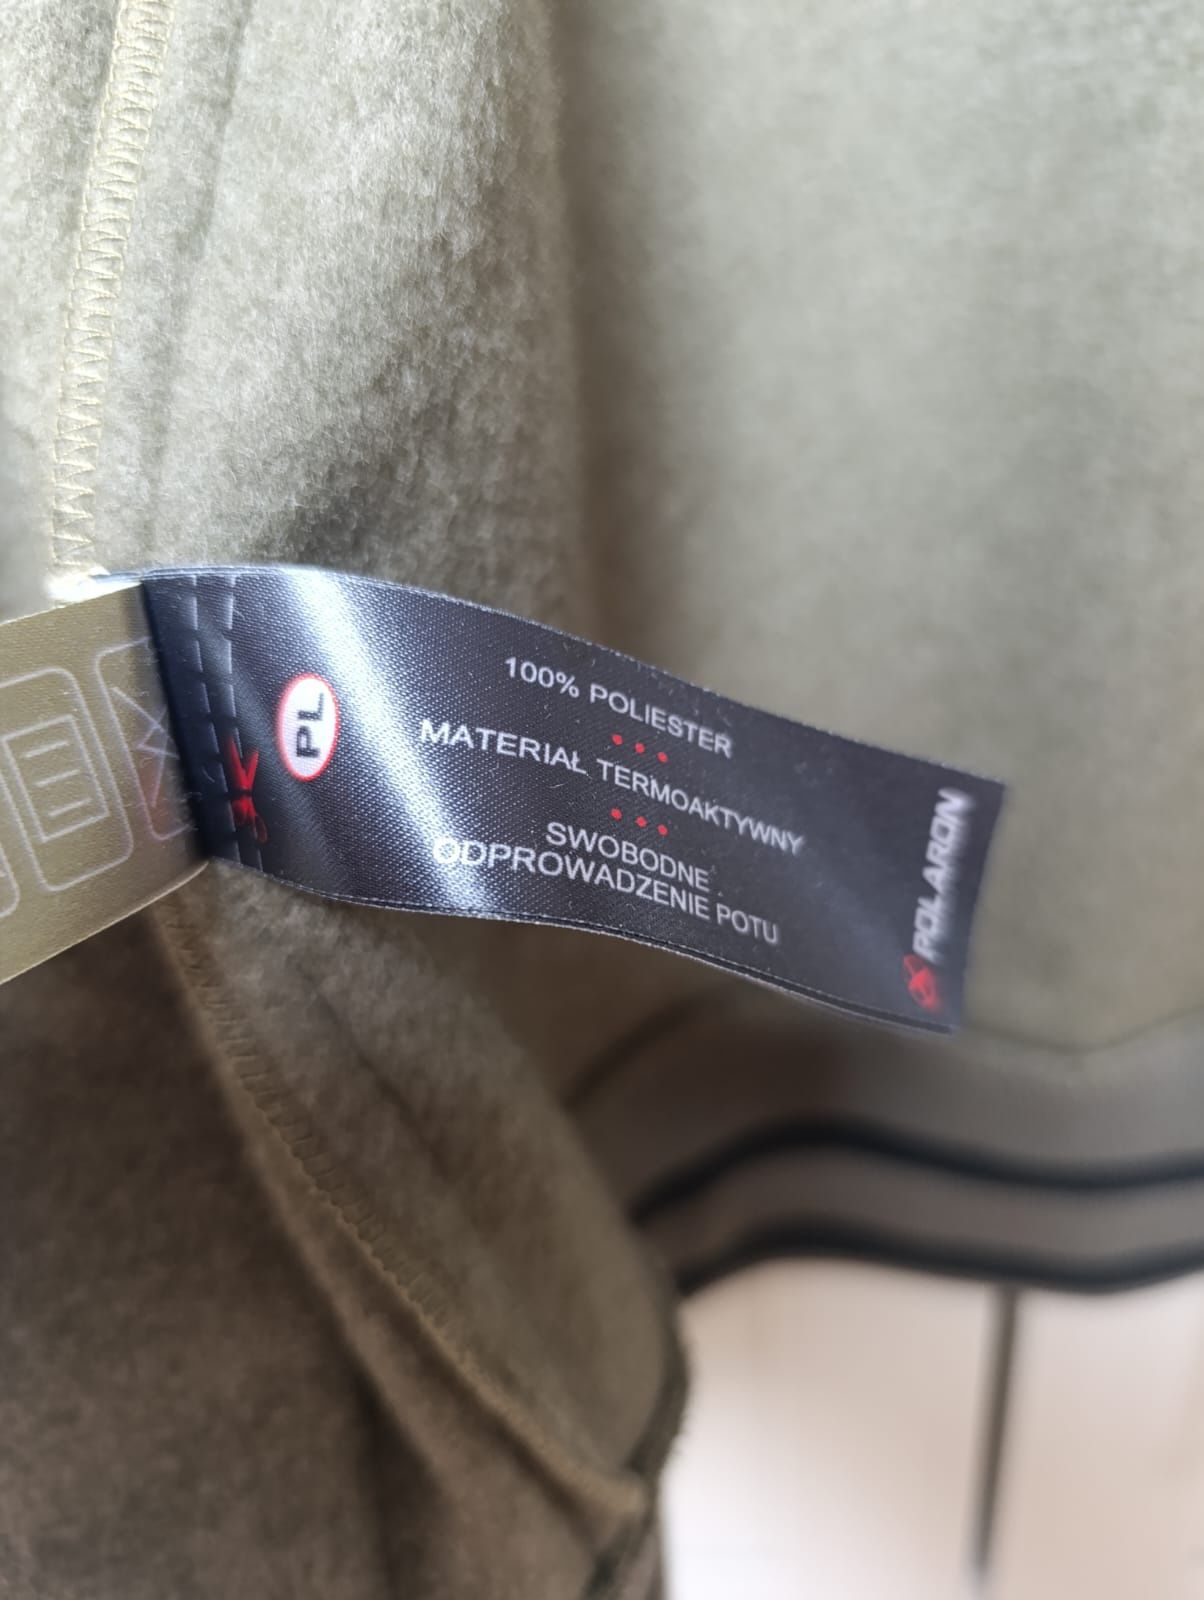 PL
100% POLIESTER
MATERIAŁ TERMOAKTYWNY
SWOBODNE
ODPROWADZENIE POTU
POLARON